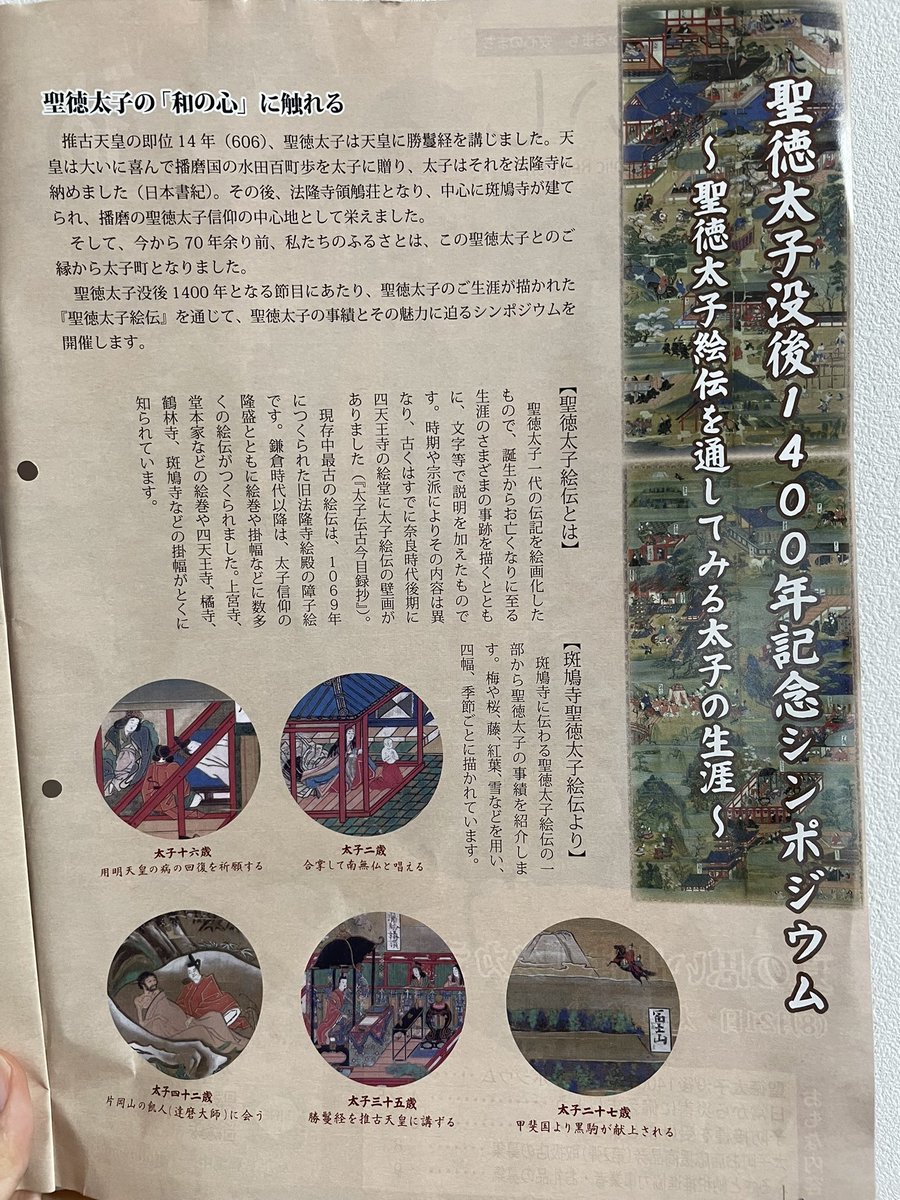 聖徳太子没後1400年記念シンポジウム
～聖徳太子絵伝を通してみる太子の生涯～
聖徳太子の「和の心」に触れる
推古天皇の即位14年（606）、聖徳太子は天皇に勝鬘経を講じました。天
皇は大いに喜んで播磨国の水田百町歩を太子に贈り、太子はそれを法隆寺に
納めました（日本書紀）。その後、法隆寺領鵤荘となり、中心に斑鳩寺が建て
られ、播磨の聖徳太子信仰の中心地として栄えました。
そして、今から70年余り前、私たちのふるさとは、この聖徳太子とのご
縁から太子町となりました。
聖徳太子没後1400年となる節目にあたり、聖徳太子のご生涯が描かれた
『聖徳太子絵伝』を通じて、聖徳太子の事績とその魅力に迫るシンポジウムを
開催します。
【聖徳太子絵伝とは】
聖徳太子一代の伝記を絵画化した
もので、誕生からお亡くなりに至る
生涯のさまざまの事跡を描くととも
に、文字等で説明を加えたもので
す。時期や宗派によりその内容は異
なり、古くはすでに奈良時代後期に
四天王寺の絵堂に太子絵伝の壁画が
ありました（『太子伝古今目録抄』）。
現存中最古の絵伝は、1069年
につくられた旧法隆寺絵殿の障子絵
です。鎌倉時代以降は、太子信仰の
隆盛とともに絵巻や掛幅などに数多
くの絵伝がつくられました。上宮寺、
堂本家などの絵巻や四天王寺、橘寺、
鶴林寺、斑鳩寺などの掛幅がとくに
知られています。
【斑鳩寺聖徳太子絵伝より】
斑鳩寺に伝わる聖徳太子絵伝の一
部から聖徳太子の事績を紹介しま
す。梅や桜、藤、紅葉、雪などを用い、
四幅、季節ごとに描かれています。
太子二歳
合掌して南無仏と唱える
太子十六歳
用明天皇の病の回復を祈願する
富士山
太子二十七歳
甲斐国より黒駒が献上される
太子三十五歳
勝鬘経を推古天皇に講ずる
太子四十二歳
片岡山の飢人（達磨大師）に会う